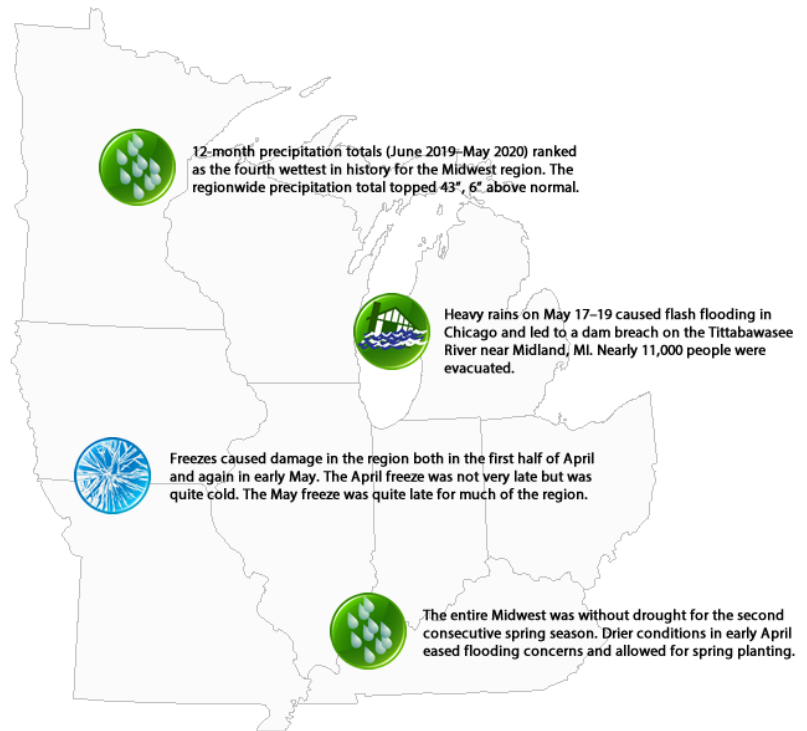 12-month precipitation totals (June 2019–May 2020) ranked
as the fourth wettest in history for the Midwest region. The
regionwide precipitation total topped 43”, 6” above normal.
Heavy rains on May 17–19 caused flash flooding in
Chicago and led to a dam breach on the Tittabawasee
River near Midland, MI. Nearly 11,000 people were
evacuated.
Freezes caused damage in the region both in the first half of April
and again in early May. The April freeze was not very late but was
quite cold. The May freeze was quite late for much of the region.
The entire Midwest was without drought for the second
consecutive spring season. Drier conditions in early April
eased flooding concerns and allowed for spring planting.